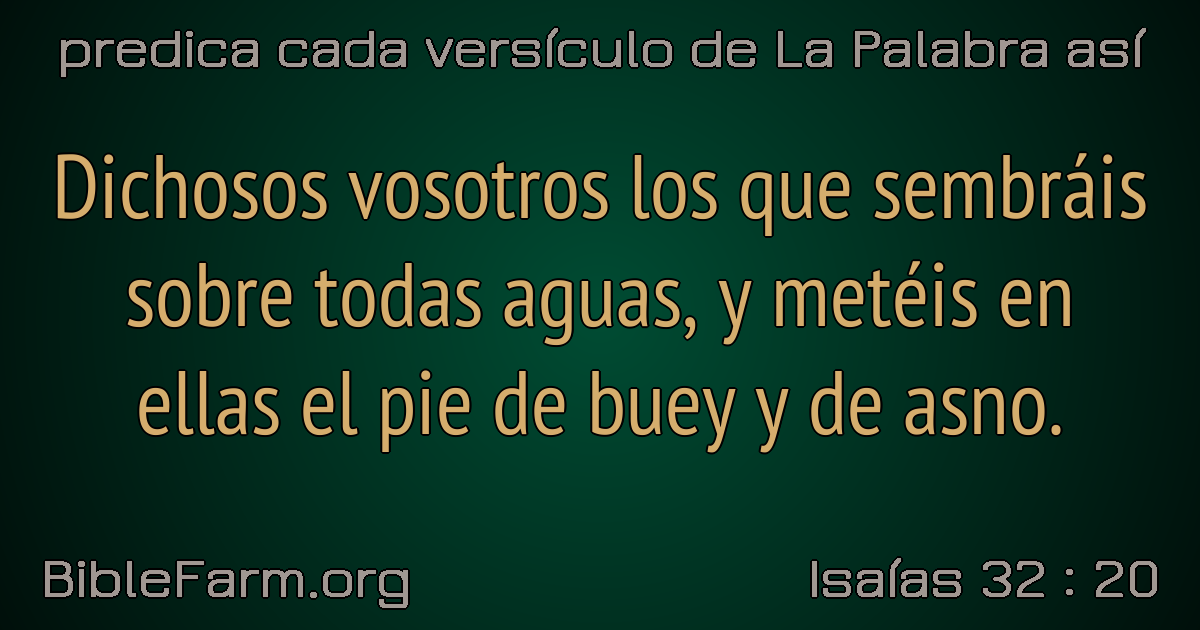 predica cada versículo de La Palabra así
Dichosos vosotros los que sembráis
sobre todas aguas, y metéis en
ellas el pie de buey y de asno.
BibleFarm.org
Isaías 32 : 20